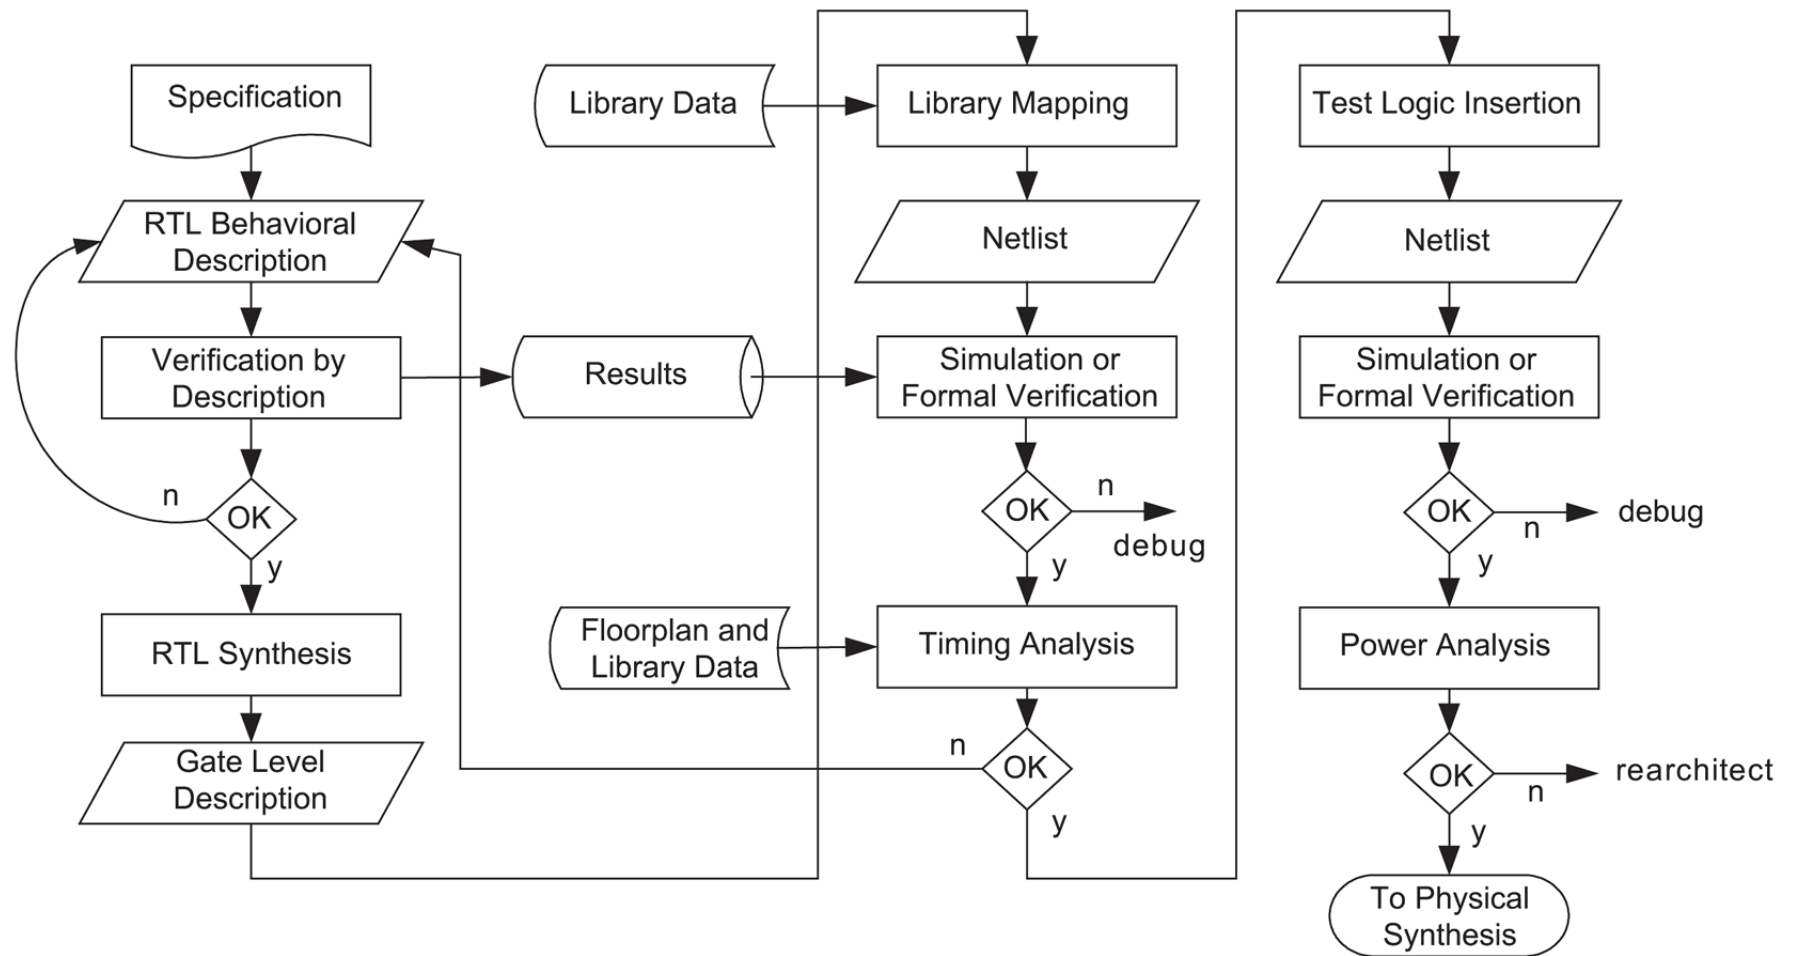 Specification
RTL Behavioral
Description
Verification by
Description
n
OK
y
RTL Synthesis
Gate Level
Description
Library Data
Results
Floorplan and
Library Data
Library Mapping
Netlist
Simulation or
Formal Verification
OK
n
debug
y
Timing Analysis
n
OK
y
Test Logic Insertion
Netlist
Simulation or
Formal Verification
OK
n
debug
y
Power Analysis
OK
n
rearchitect
y
To Physical
Synthesis